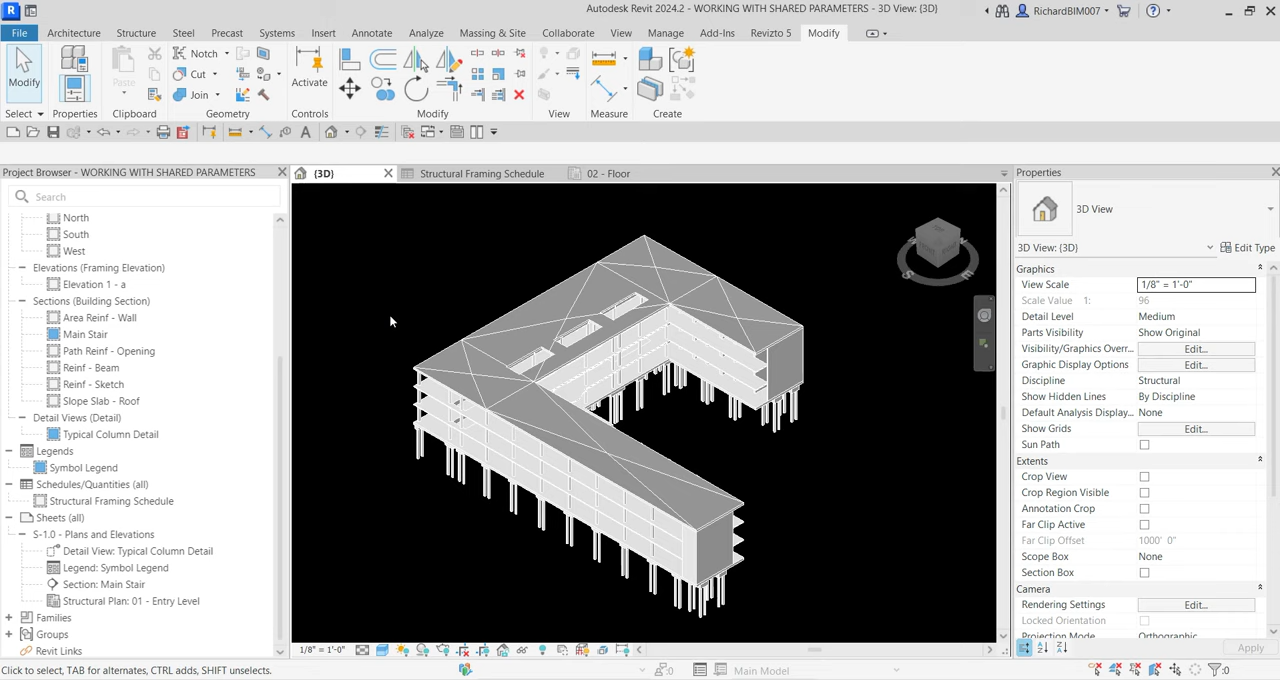 Autodesk Revit 2024.2 - WORKING WITH SHARED PARAMETERS - 3D View: {3D}
RichardBIM007
File Architecture Structure Steel Precast Systems Insert Annotate Analyze Massing & Site Collaborate View Manage Add-Ins Revizto 5 Modify
Modify
Paste
Notch
Cut
Join
Activate
Select Properties Clipboard Geometry Controls Modify View Measure Create
Project Browser - WORKING WITH SHARED PARAMETERS
Search
North
South
West
Elevations (Framing Elevation)
Elevation 1 - a
Sections (Building Section)
Area Reinf - Wall
Main Stair
Path Reinf - Opening
Reinf - Beam
Reinf - Sketch
Slope Slab - Roof
Detail Views (Detail)
Typical Column Detail
Legends
Symbol Legend
Schedules/Quantities (all)
Structural Framing Schedule
Sheets (all)
S-1.0 - Plans and Elevations
Detail View: Typical Column Detail
Legend: Symbol Legend
Section: Main Stair
Structural Plan: 01 - Entry Level
Families
Groups
Revit Links
{3D} Structural Framing Schedule 02 - Floor
1/8" = 1'-0"
Properties
3D View
3D View: {3D} Edit Type
Graphics
View Scale 1/8" = 1'-0"
Scale Value 1: 96
Detail Level Medium
Parts Visibility Show Original
Visibility/Graphics Overr... Edit...
Graphic Display Options Edit...
Discipline Structural
Show Hidden Lines By Discipline
Default Analysis Display... None
Show Grids Edit...
Sun Path
Extents
Crop View
Crop Region Visible
Annotation Crop
Far Clip Active
Far Clip Offset 1000' 0"
Scope Box None
Section Box
Camera
Rendering Settings Edit...
Locked Orientation
Projection Mode Orthographic
Apply
Click to select, TAB for alternates, CTRL adds, SHIFT unselects.
:0
Main Model
:0